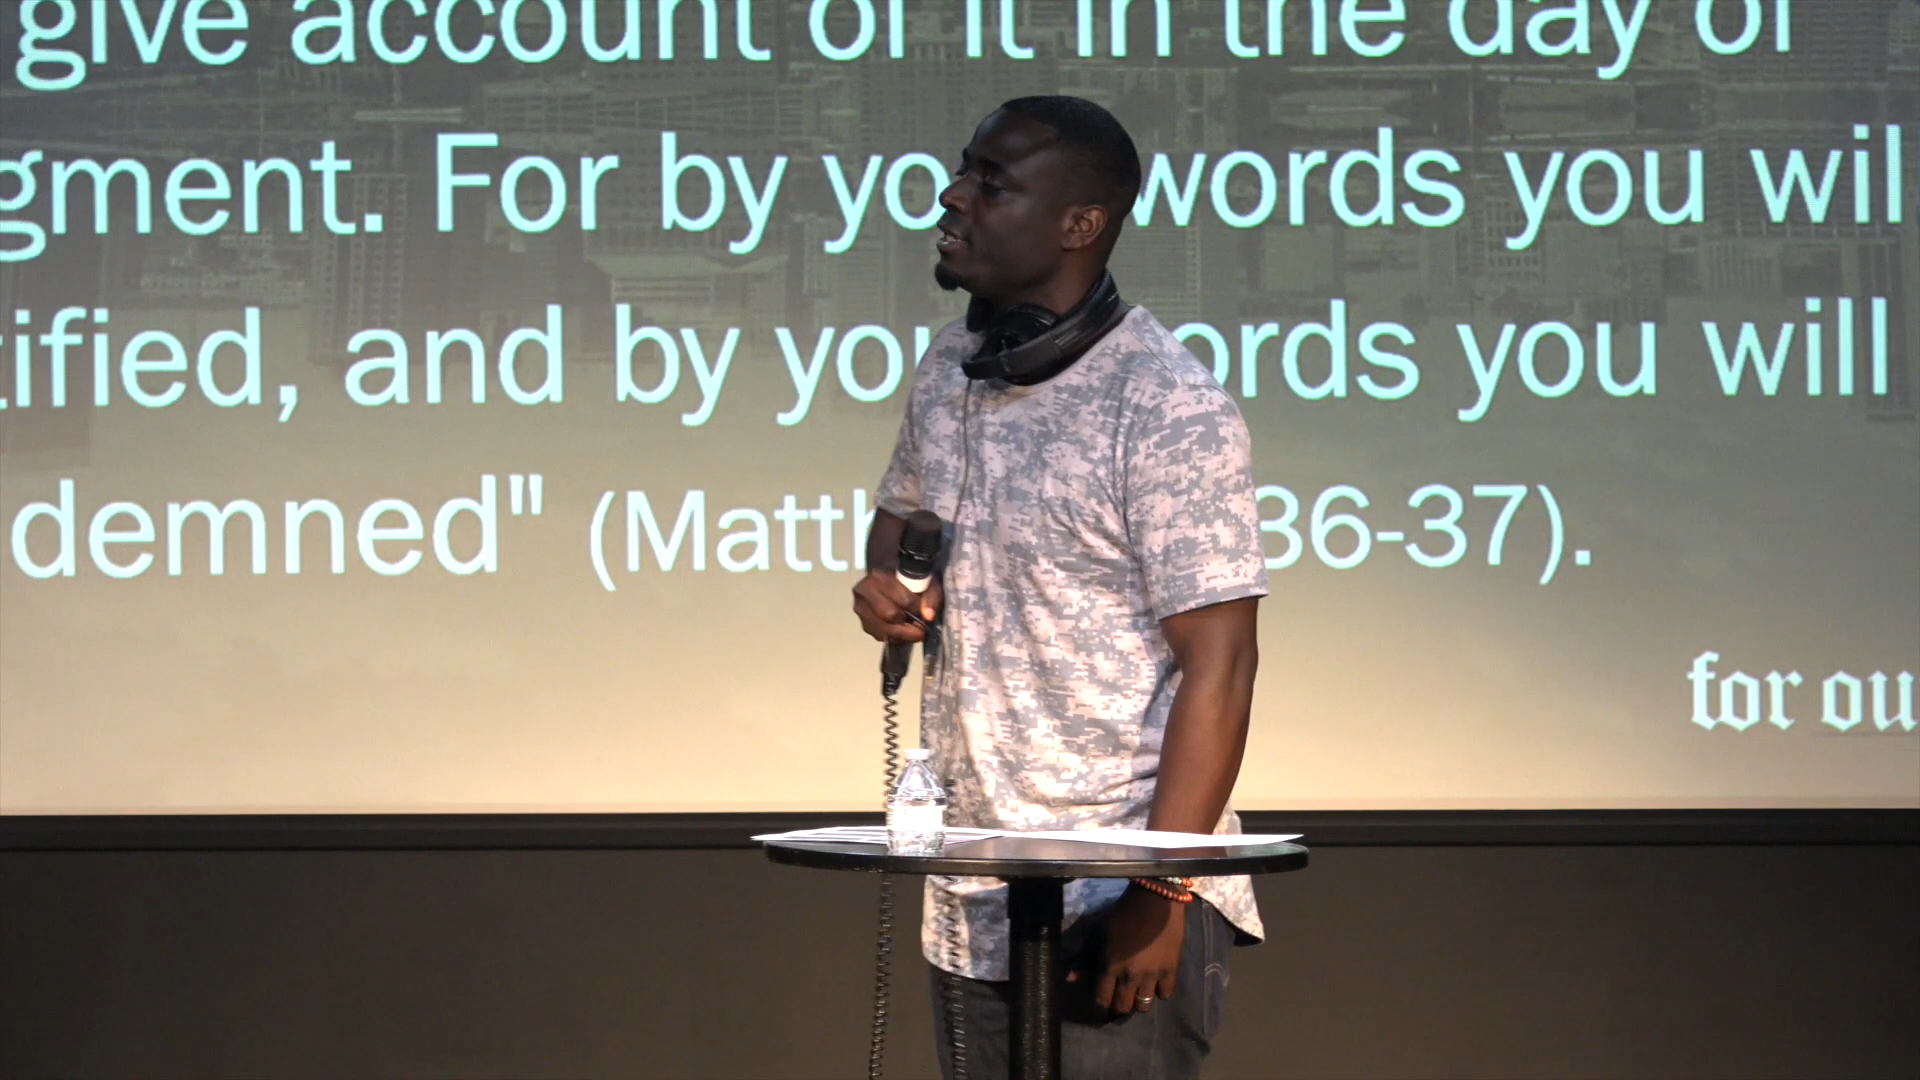 give account of it in the day of
gment. For by yo words you wil
tified, and by you ords you will
demned" (Matth 36-37).
for ou